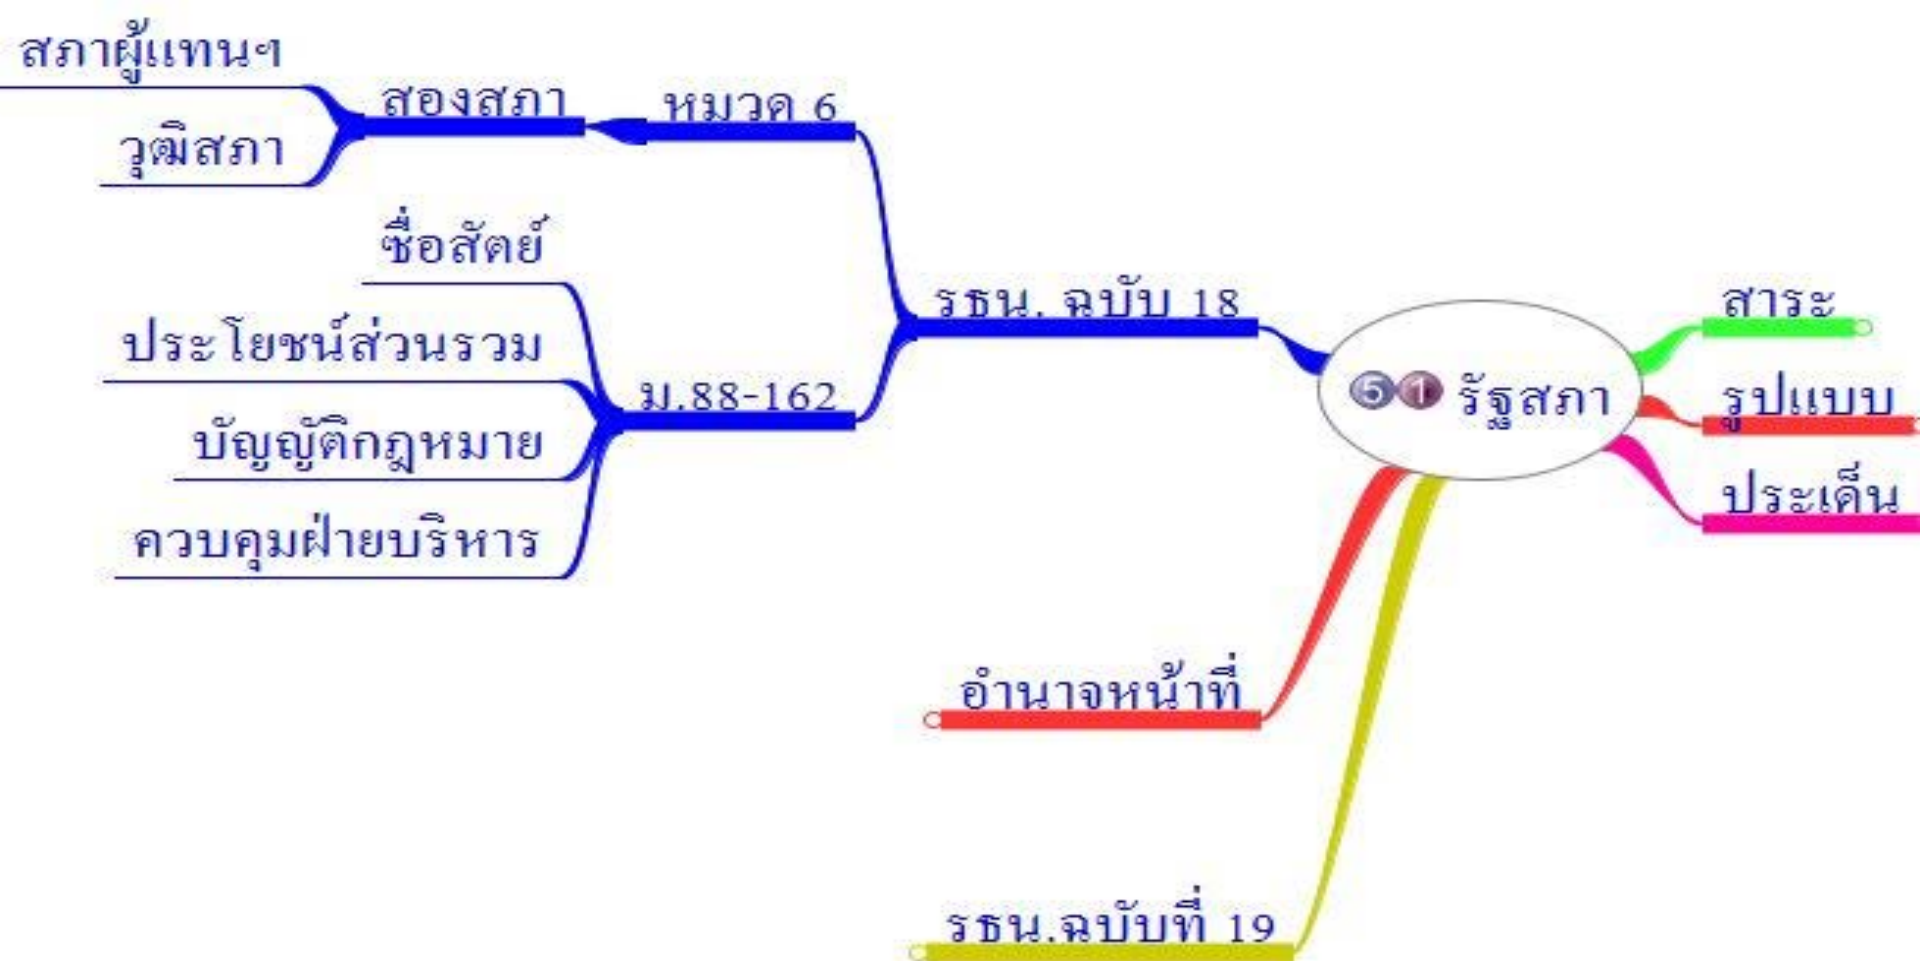 สภาผู้แทนฯ
วุฒิสภา
สองสภา
หมวด 6
ซื่อสัตย์
ประโยชน์ส่วนรวม
บัญญัติกฎหมาย
ควบคุมฝ่ายบริหาร
ม.88-162
รธน. ฉบับ 18
5 1 รัฐสภา
สาระ
รูปแบบ
ประเด็น
อำนาจหน้าที่
รธน.ฉบับที่ 19